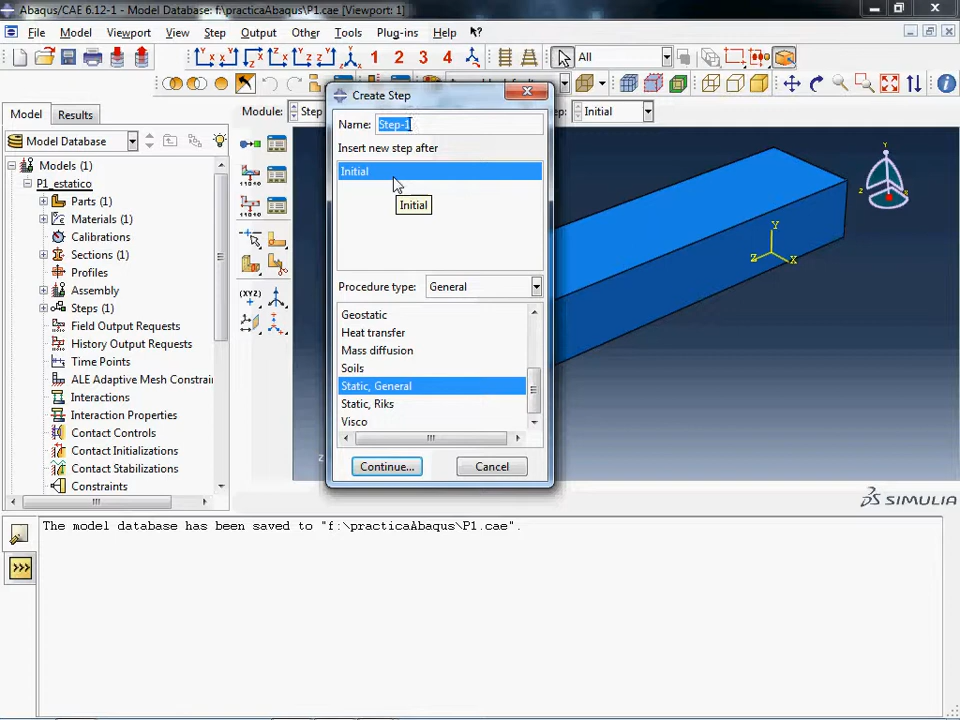 Abaqus/CAE 6.12-1 - Model Database: f:\practicaAbaqus\P1.cae [Viewport: 1]
File Model Viewport View Step Output Other Tools Plug-ins Help
1 2 3 4 All
Model Results
Module: Step
Step: Initial
Model Database
Models (1)
P1_estatico
Parts (1)
Materials (1)
Calibrations
Sections (1)
Profiles
Assembly
Steps (1)
Field Output Requests
History Output Requests
Time Points
ALE Adaptive Mesh Constrai
Interactions
Interaction Properties
Contact Controls
Contact Initializations
Contact Stabilizations
Constraints
Create Step
Name: Step-1
Insert new step after
Initial
Initial
Procedure type: General
Geostatic
Heat transfer
Mass diffusion
Soils
Static, General
Static, Riks
Visco
Continue... Cancel
Y
Z
X
Y
Z
SIMULIA
The model database has been saved to "f:\practicaAbaqus\P1.cae".